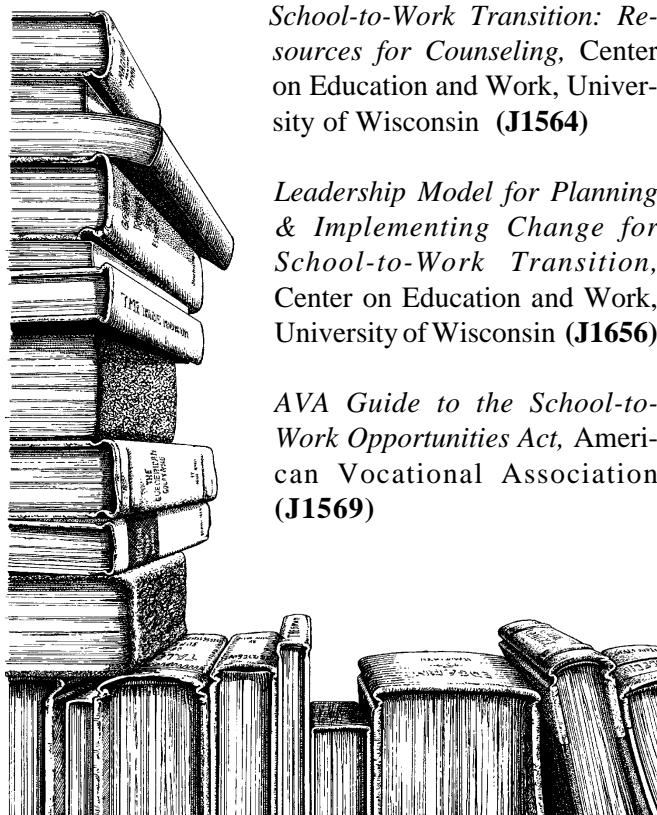 School-to-Work Transition: Re-
sources for Counseling, Center
on Education and Work, Univer-
sity of Wisconsin (J1564)
Leadership Model for Planning
& Implementing Change for
School-to-Work Transition,
Center on Education and Work,
University of Wisconsin (J1656)
AVA Guide to the School-to-
Work Opportunities Act, Ameri-
can Vocational Association
(J1569)
THE